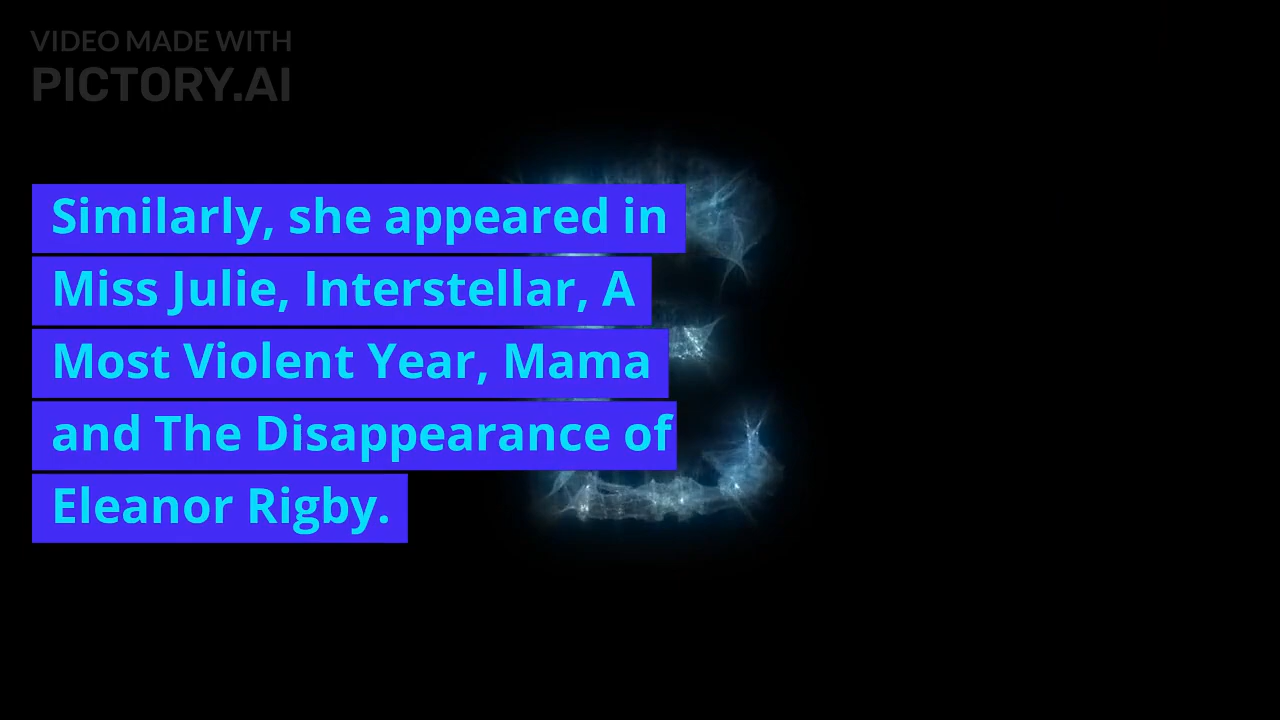 VIDEO MADE WITH
PICTORY.AI
Similarly, she appeared in
Miss Julie, Interstellar, A
Most Violent Year, Mama
and The Disappearance of
Eleanor Rigby.